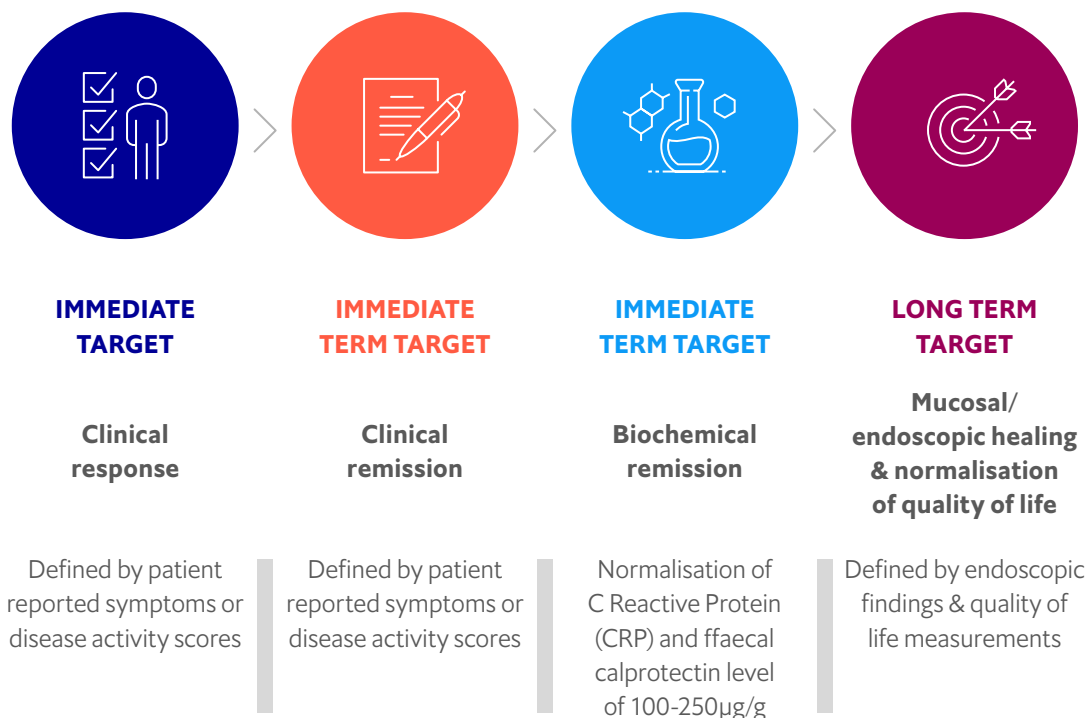 IMMEDIATE
TARGET
Clinical
response
Defined by patient
reported symptoms or
disease activity scores
IMMEDIATE
TERM TARGET
Clinical
remission
Defined by patient
reported symptoms or
disease activity scores
IMMEDIATE
TERM TARGET
Biochemical
remission
Normalisation of
C Reactive Protein
(CRP) and ffaecal
calprotectin level
of 100-250µg/g
LONG TERM
TARGET
Mucosal/
endoscopic healing
& normalisation
of quality of life
Defined by endoscopic
findings & quality of
life measurements